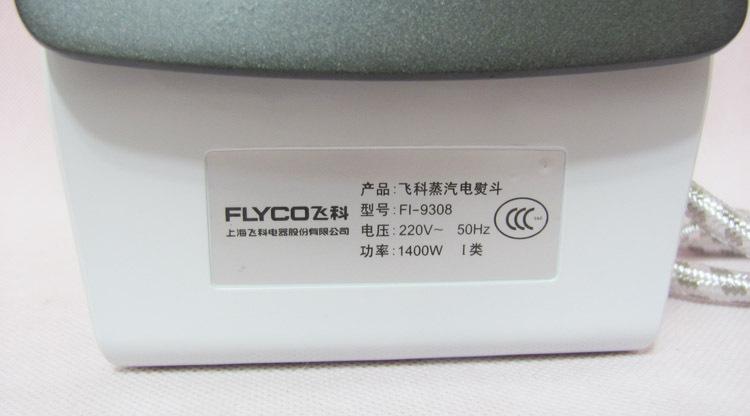 FLYCO飞科
上海飞科电器股份有限公司
产品:飞科蒸汽电熨斗
型号:FI-9308
电压:220V~ 50Hz
功率:1400W I类
CCC